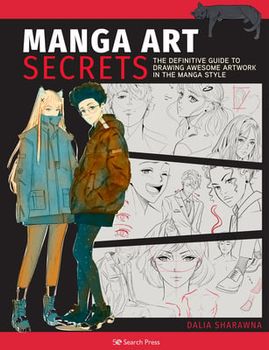 MANGA ART
SECRETS
THE DEFINITIVE GUIDE TO
DRAWING AWESOME ARTWORK
IN THE MANGA STYLE
DALIA SHARAWNA
Search Press